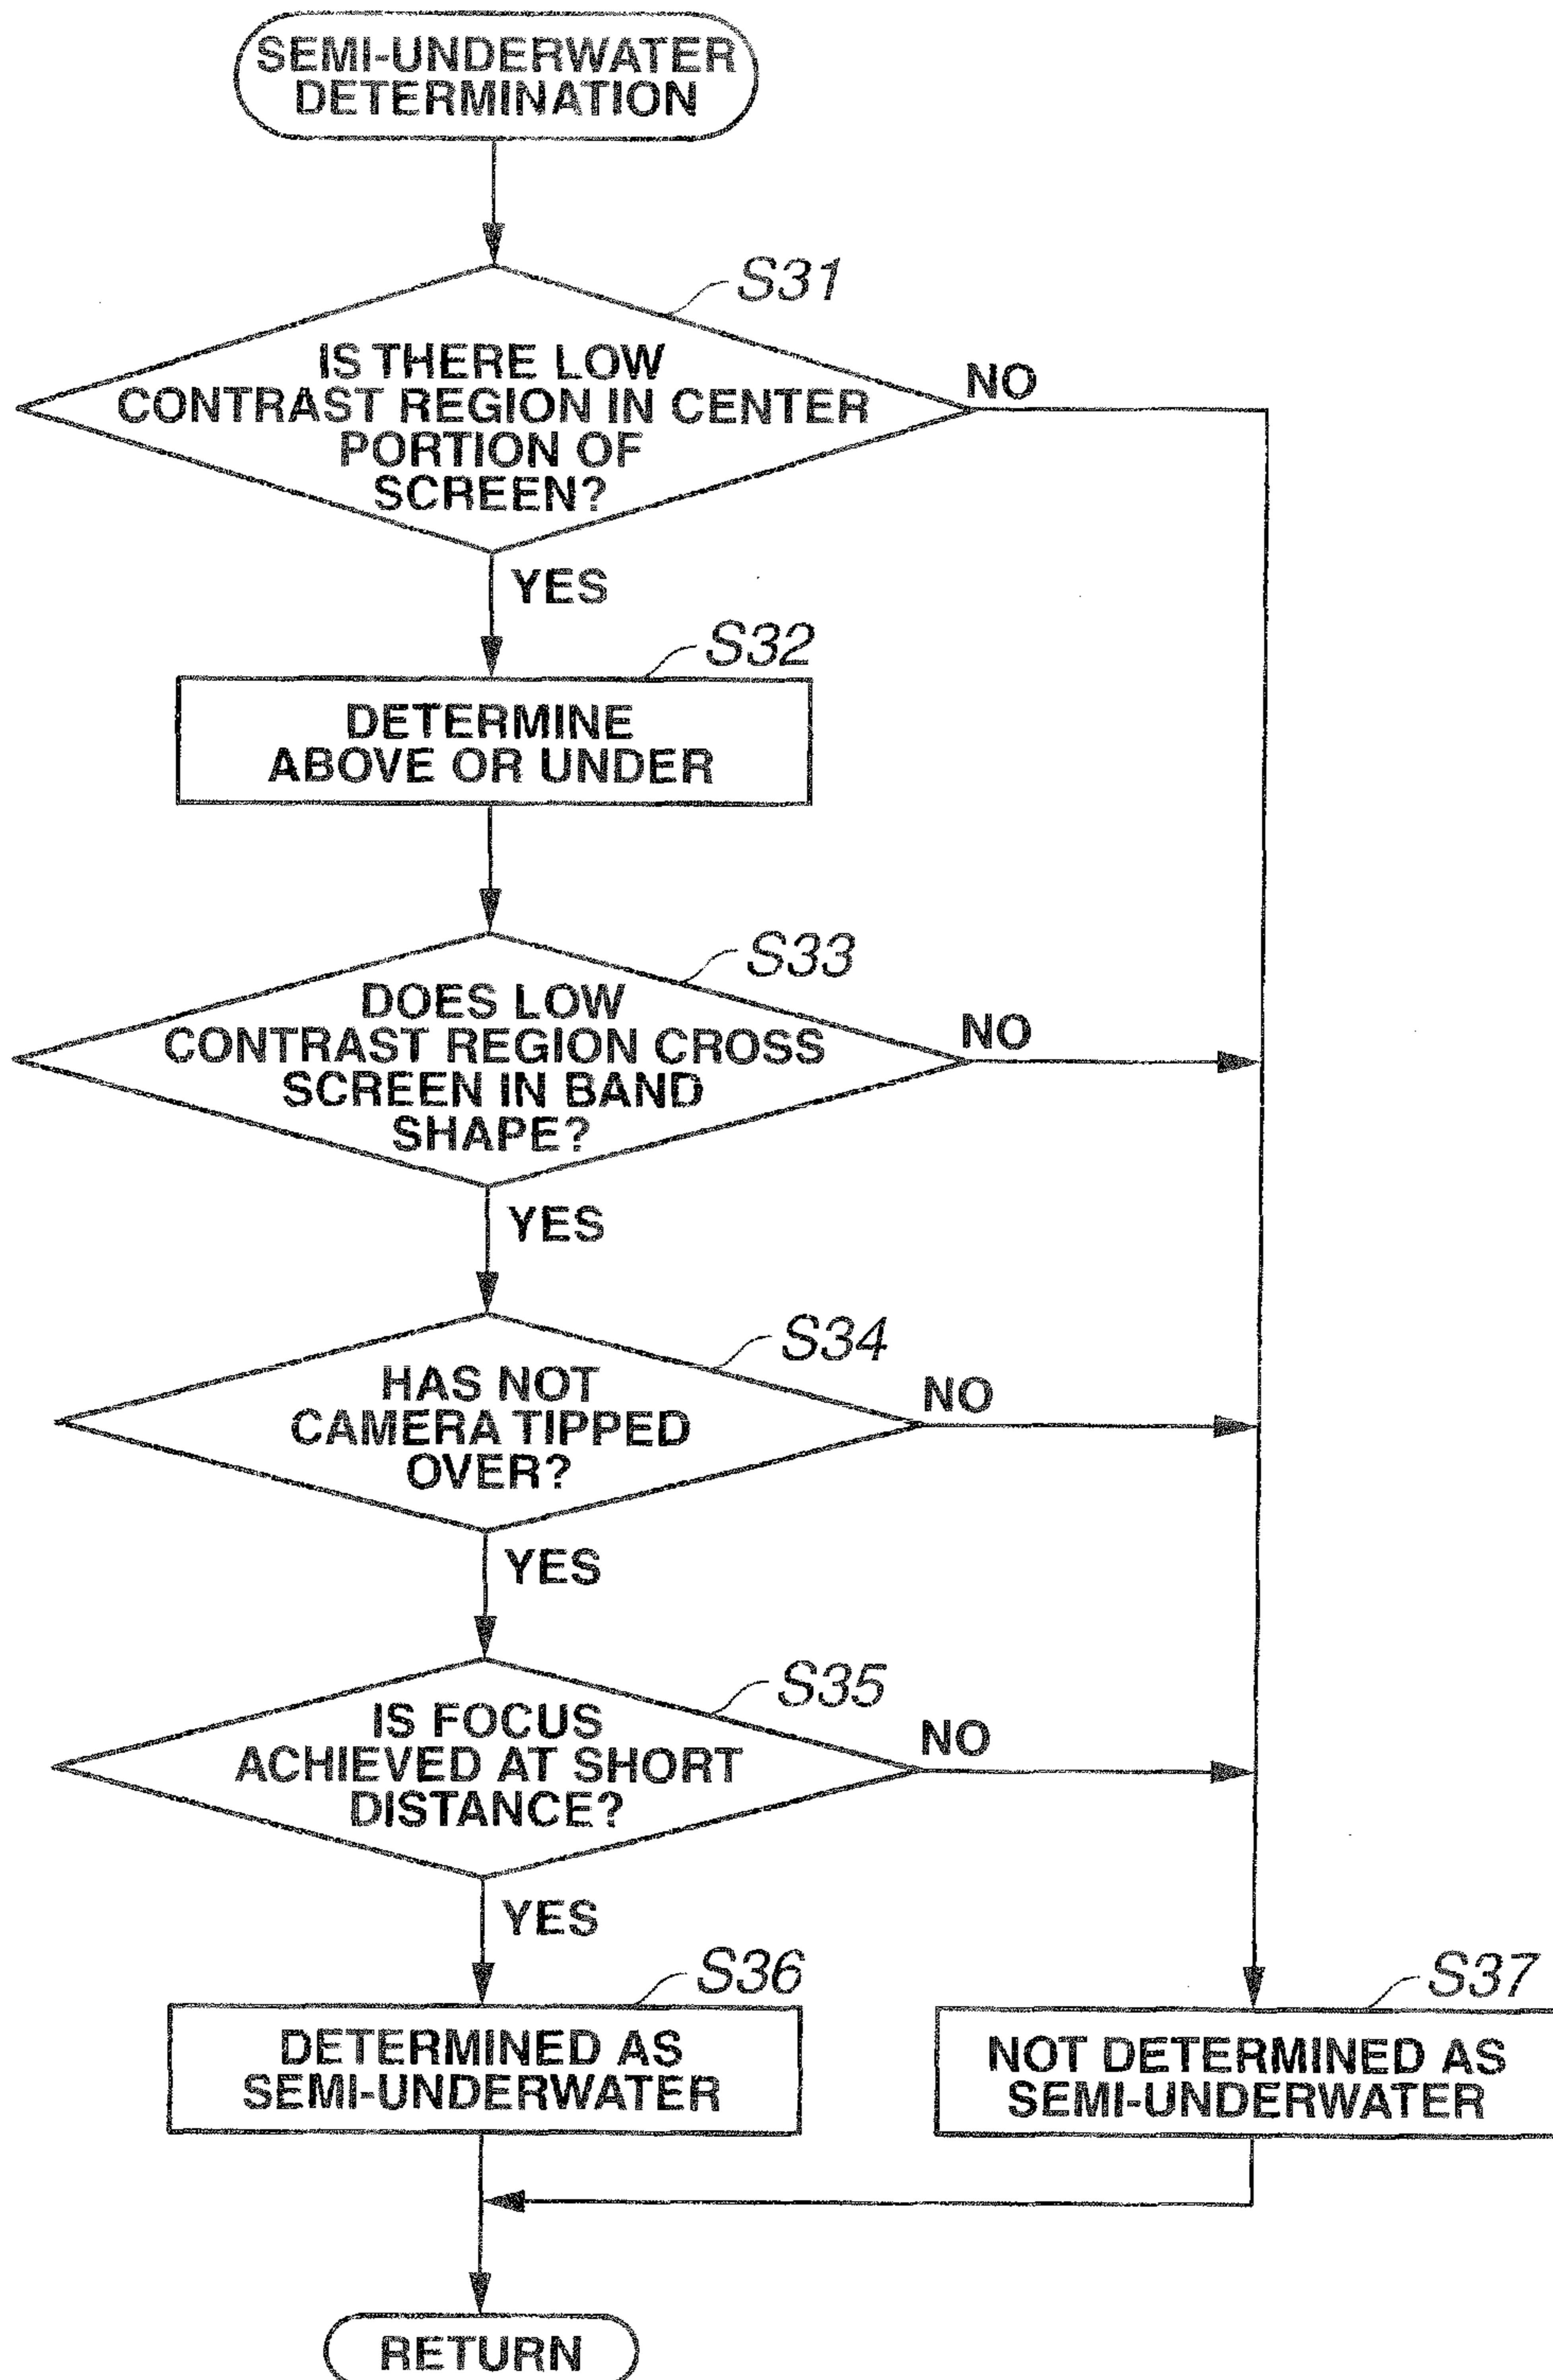 SEMI-UNDERWATER
DETERMINATION
S31
IS THERE LOW
CONTRAST REGION IN CENTER
PORTION OF
SCREEN?
NO
YES
S32
DETERMINE
ABOVE OR UNDER
S33
DOES LOW
CONTRAST REGION CROSS
SCREEN IN BAND
SHAPE?
NO
YES
S34
HAS NOT
CAMERA TIPPED
OVER?
NO
YES
S35
IS FOCUS
ACHIEVED AT SHORT
DISTANCE?
NO
YES
S36
DETERMINED AS
SEMI-UNDERWATER
S37
NOT DETERMINED AS
SEMI-UNDERWATER
RETURN